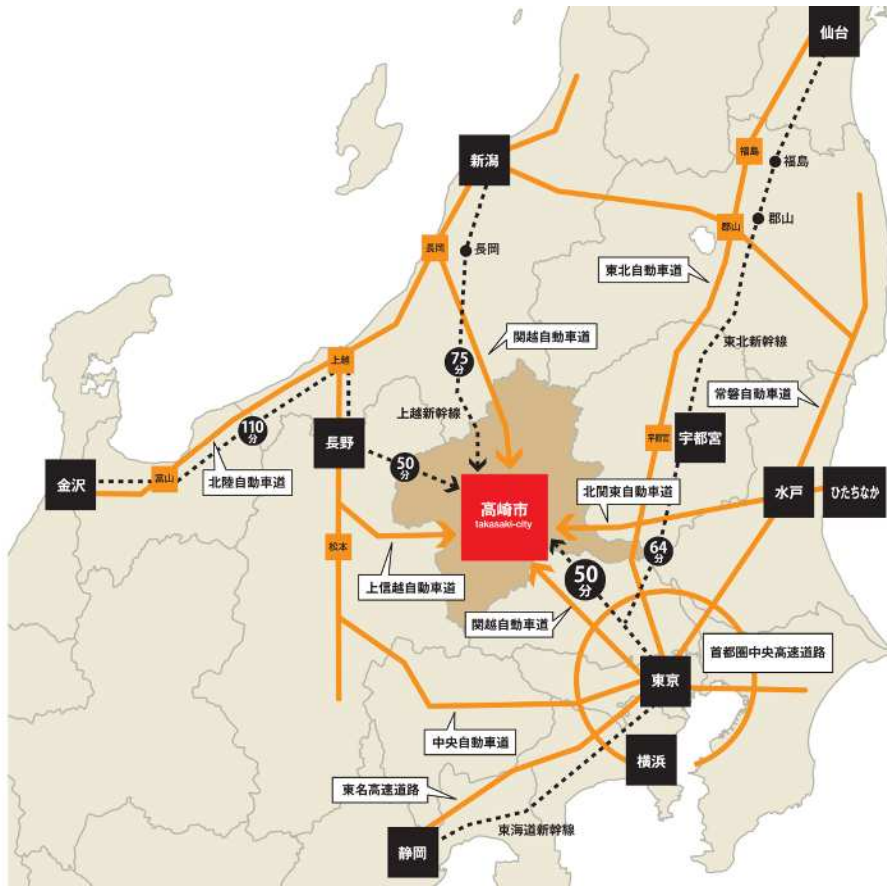 仙台
福島
福島
新潟
郡山
郡山
長岡
長岡
東北自動車道
関越自動車道
東北新幹線
75
分
上越
常磐自動車道
上越新幹線
110
分
長野
宇都宮
宇都宮
50
分
金沢
富山
北陸自動車道
北関東自動車道
水戸
ひたちなか
高崎市
takasaki-city
松本
64
分
50
分
上信越自動車道
関越自動車道
首都圏中央高速道路
東京
中央自動車道
横浜
東名高速道路
東海道新幹線
静岡